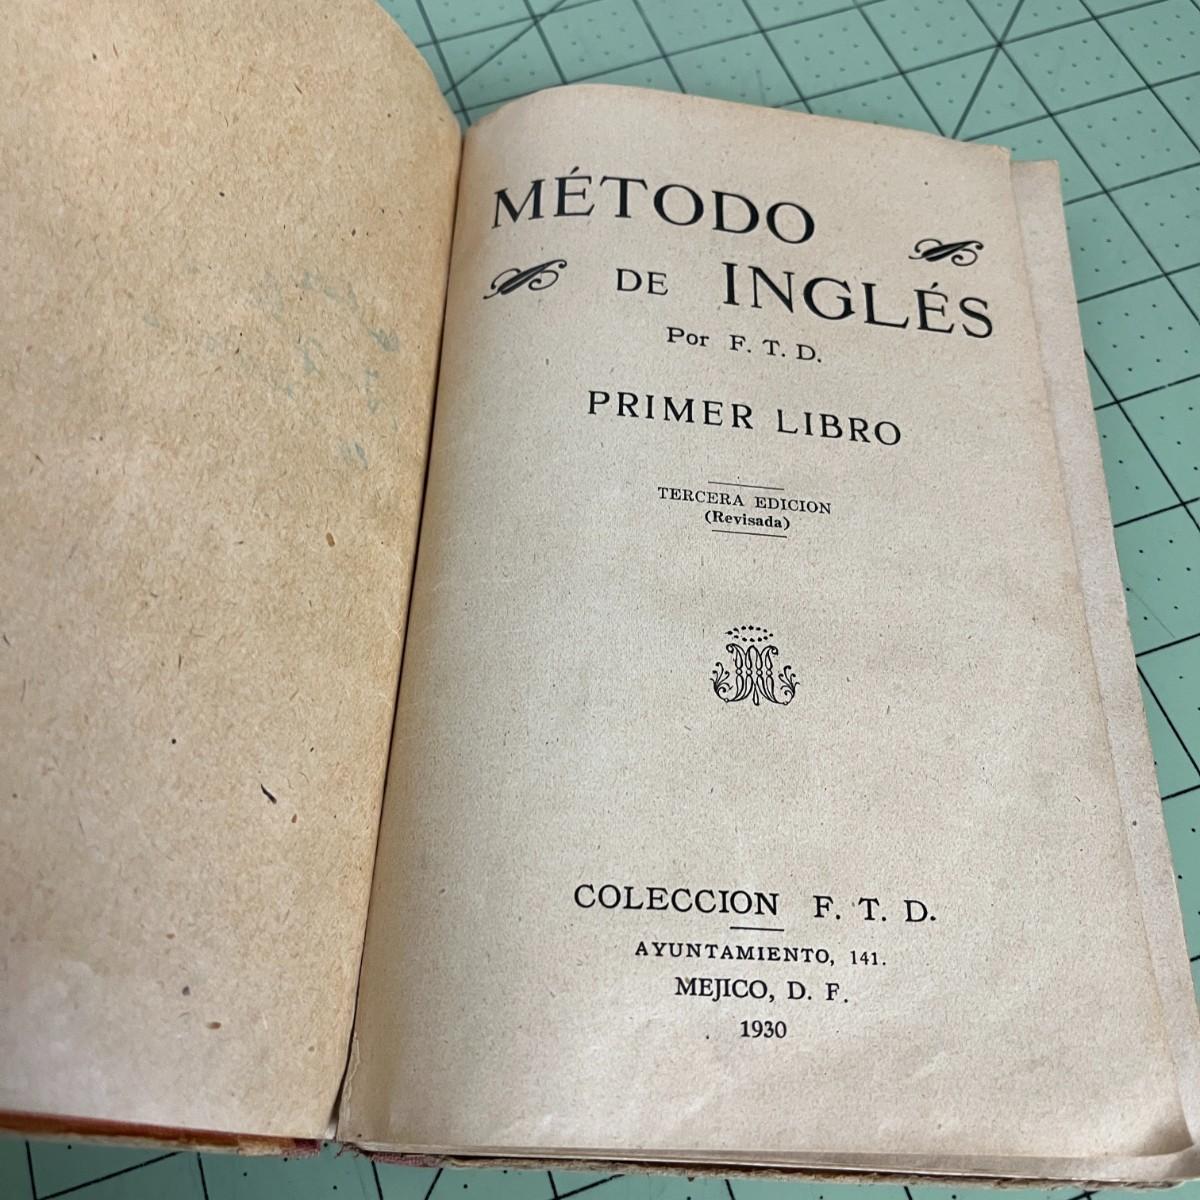 MÉTODO
DE INGLÉS
Por F. T. D.
PRIMER LIBRO
TERCERA EDICION
(Revisada)
COLECCION F. T. D.
AYUNTAMIENTO, 141.
MEJICO, D. F.
1930